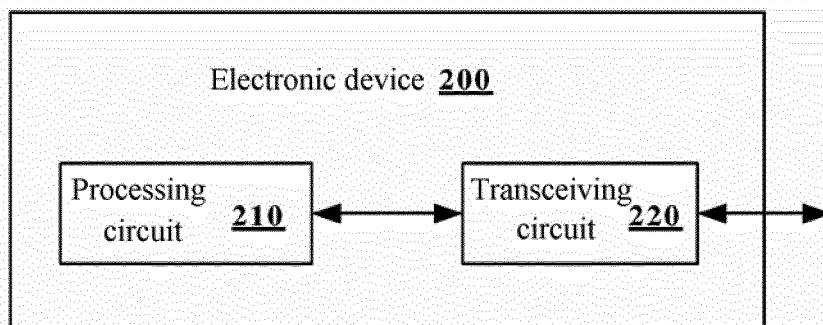 Electronic device 200
Processing
circuit 210
Transceiving
circuit 220